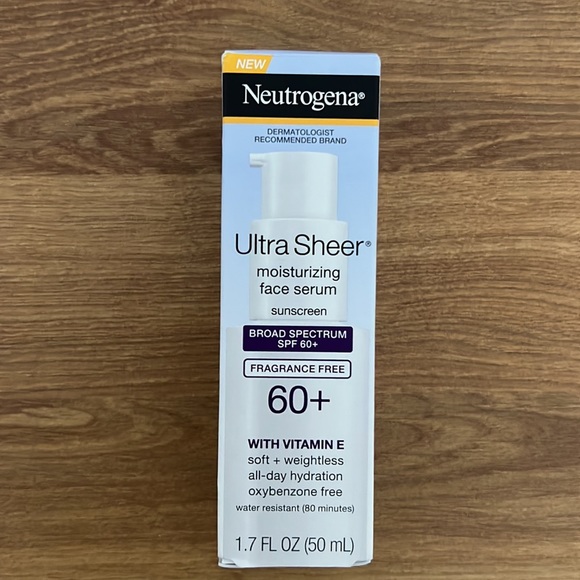 NEW
Neutrogena®
DERMATOLOGIST
RECOMMENDED BRAND
Ultra Sheer®
moisturizing
face serum
sunscreen
BROAD SPECTRUM
SPF 60+
FRAGRANCE FREE
60+
WITH VITAMIN E
soft + weightless
all-day hydration
oxybenzone free
water resistant (80 minutes)
1.7 FL OZ (50 mL)